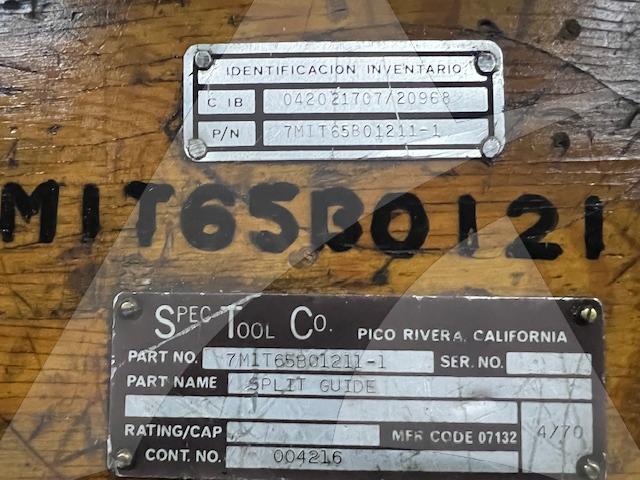 IDENTIFICACION INVENTARIO
C IB 042021707/20968
P/N 7MIT65B01211-1
MIT65B0121
SPEC TOOL CO. PICO RIVERA, CALIFORNIA
PART NO. 7MIT65B01211-1 SER. NO.
PART NAME SPLIT GUIDE
RATING/CAP MFR CODE 07132 4/70
CONT. NO. 004216